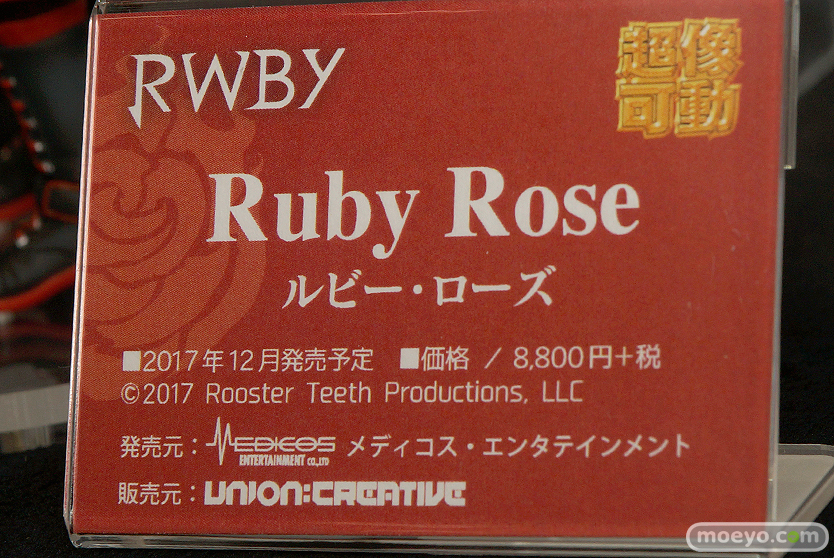 RWBY
超像
可動
Ruby Rose
ルビー・ローズ
■2017年12月発売予定 ■価格 / 8,800円+税
©2017 Rooster Teeth Productions, LLC
発売元:MEDICOS ENTERTAINMENT CO.,LTD メディコス・エンタテインメント
販売元:UNION:CREATIVE
moeyo.com